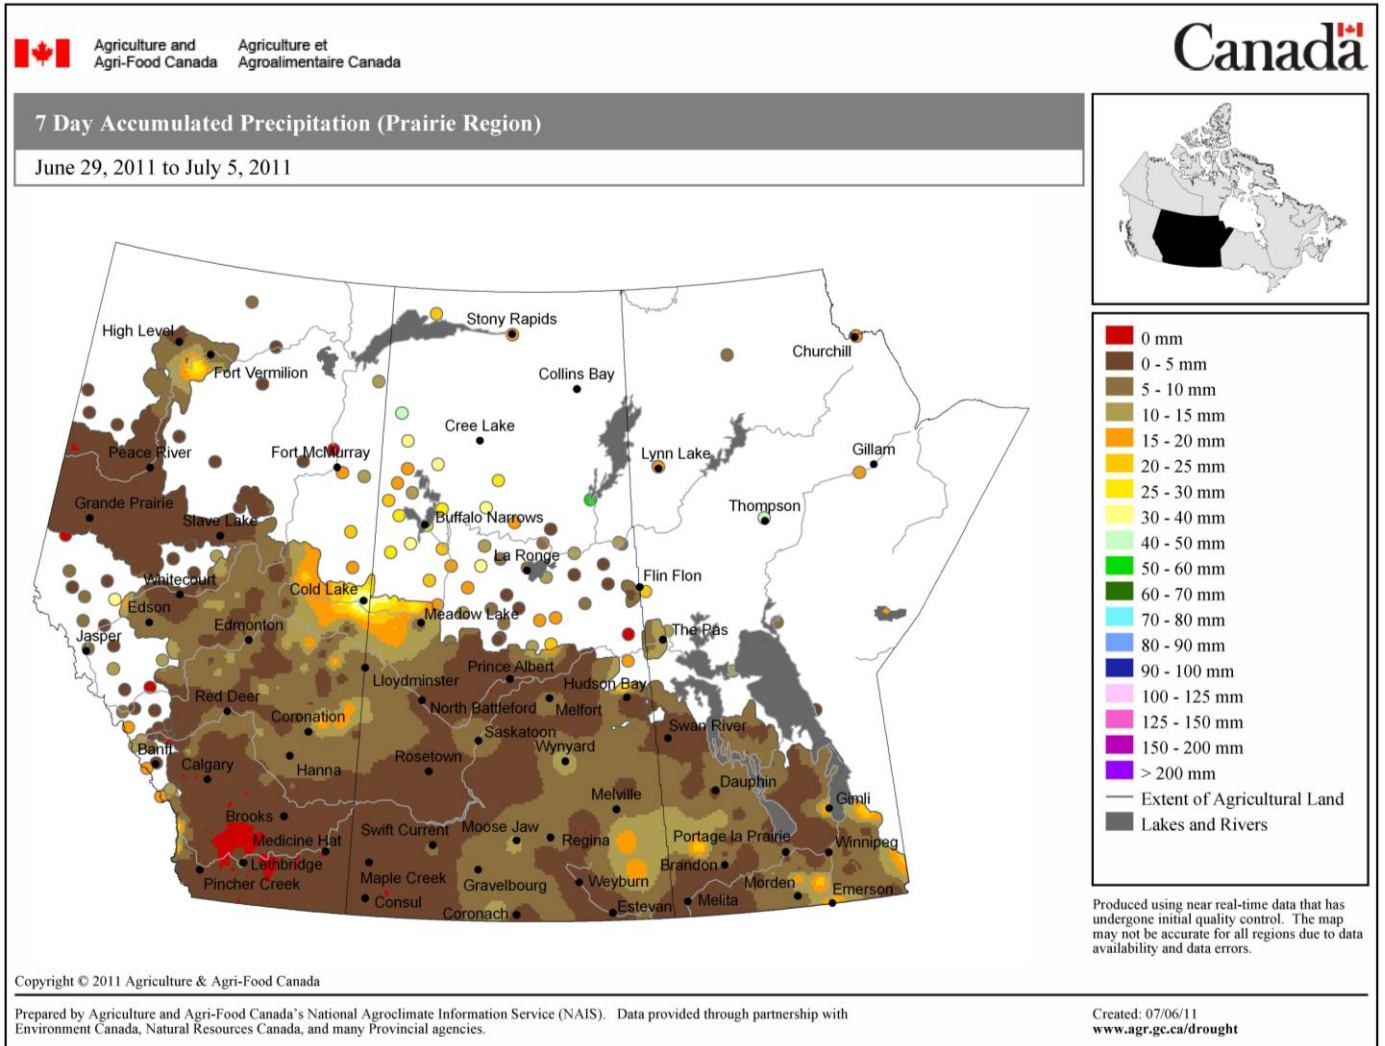 Agriculture and
Agri-Food Canada
Agriculture et
Agroalimentaire Canada
Canada
7 Day Accumulated Precipitation (Prairie Region)
June 29, 2011 to July 5, 2011
High Level
Fort Vermilion
Stony Rapids
Churchill
Collins Bay
Cree Lake
Peace River
Fort McMurray
Lynn Lake
Gillam
Grande Prairie
Slave Lake
Buffalo Narrows
Thompson
La Ronge
Flin Flon
Whitecourt
Cold Lake
Edson
Meadow Lake
Edmonton
Jasper
The Pas
Prince Albert
Lloydminster
Hudson Bay
Red Deer
North Battleford
Melfort
Coronation
Saskatoon
Swan River
Wynyard
Banff
Calgary
Hanna
Rosetown
Dauphin
Melville
Gimli
Brooks
Medicine Hat
Swift Current
Moose Jaw
Regina
Portage la Prairie
Winnipeg
Lethbridge
Brandon
Pincher Creek
Maple Creek
Gravelbourg
Weyburn
Morden
Emerson
Consul
Coronach
Estevan
Melita
0 mm
0 - 5 mm
5 - 10 mm
10 - 15 mm
15 - 20 mm
20 - 25 mm
25 - 30 mm
30 - 40 mm
40 - 50 mm
50 - 60 mm
60 - 70 mm
70 - 80 mm
80 - 90 mm
90 - 100 mm
100 - 125 mm
125 - 150 mm
150 - 200 mm
> 200 mm
Extent of Agricultural Land
Lakes and Rivers
Produced using near real-time data that has
undergone initial quality control. The map
may not be accurate for all regions due to data
availability and data errors.
Copyright © 2011 Agriculture & Agri-Food Canada
Prepared by Agriculture and Agri-Food Canada's National Agroclimate Information Service (NAIS). Data provided through partnership with
Environment Canada, Natural Resources Canada, and many Provincial agencies.
Created: 07/06/11
www.agr.gc.ca/drought